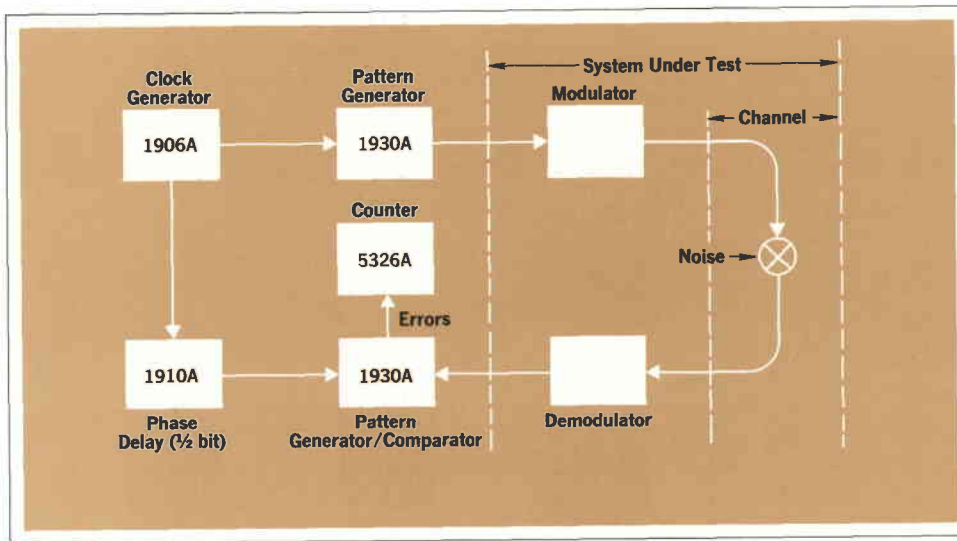 System Under Test
Clock
Generator
Pattern
Generator
Modulator
Channel
1906A
1930A
Counter
5326A
Noise
Errors
1910A
1930A
Phase
Delay (½ bit)
Pattern
Generator/Comparator
Demodulator